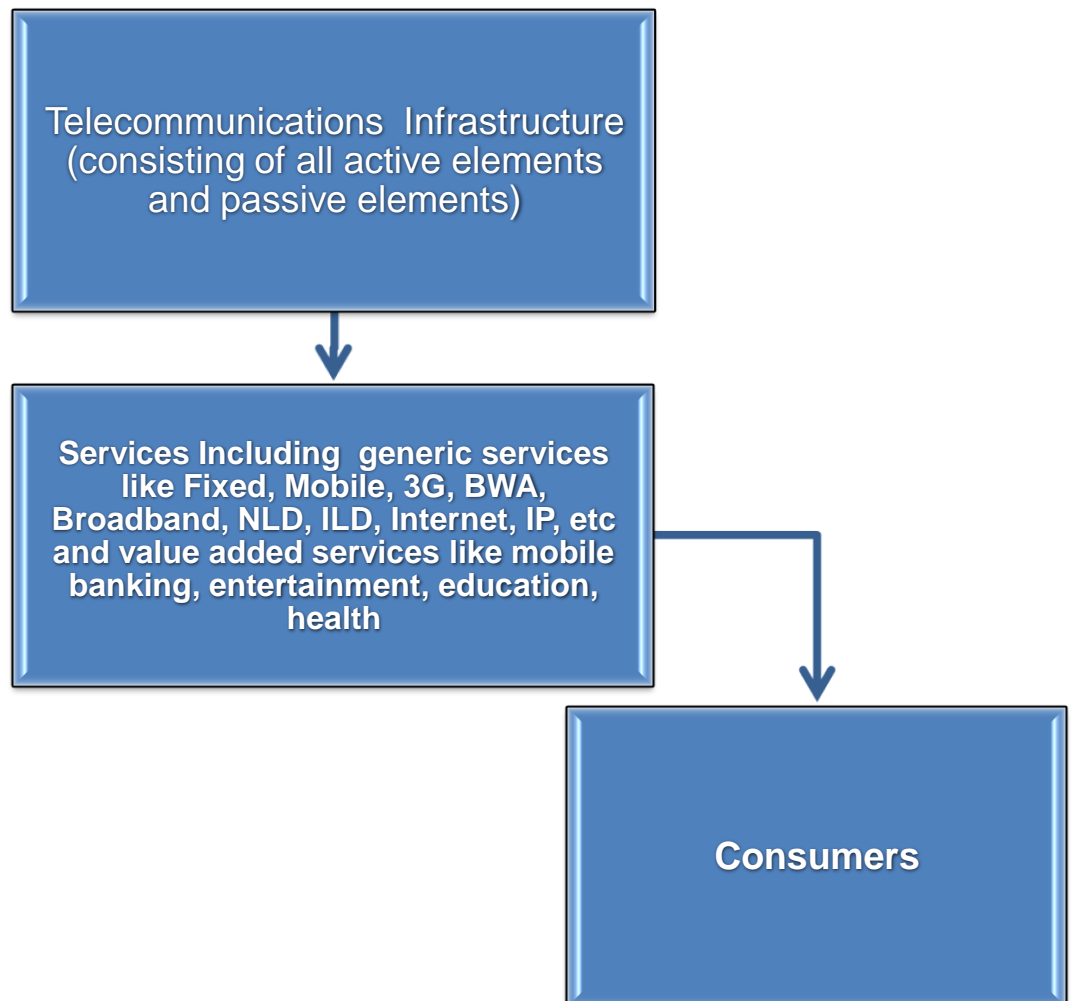 Telecommunications  Infrastructure
(consisting of all active elements
and passive elements)
Services Including  generic services
like Fixed, Mobile, 3G, BWA,
Broadband, NLD, ILD, Internet, IP, etc
and value added services like mobile
banking, entertainment, education,
health
Consumers